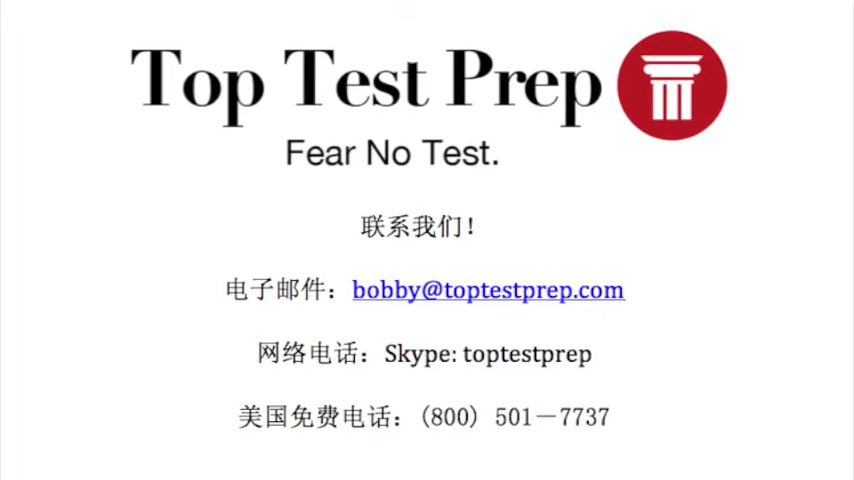 Top Test Prep
Fear No Test.
联系我们！
电子邮件：bobby@toptestprep.com
网络电话：Skype: toptestprep
美国免费电话：(800) 501－7737